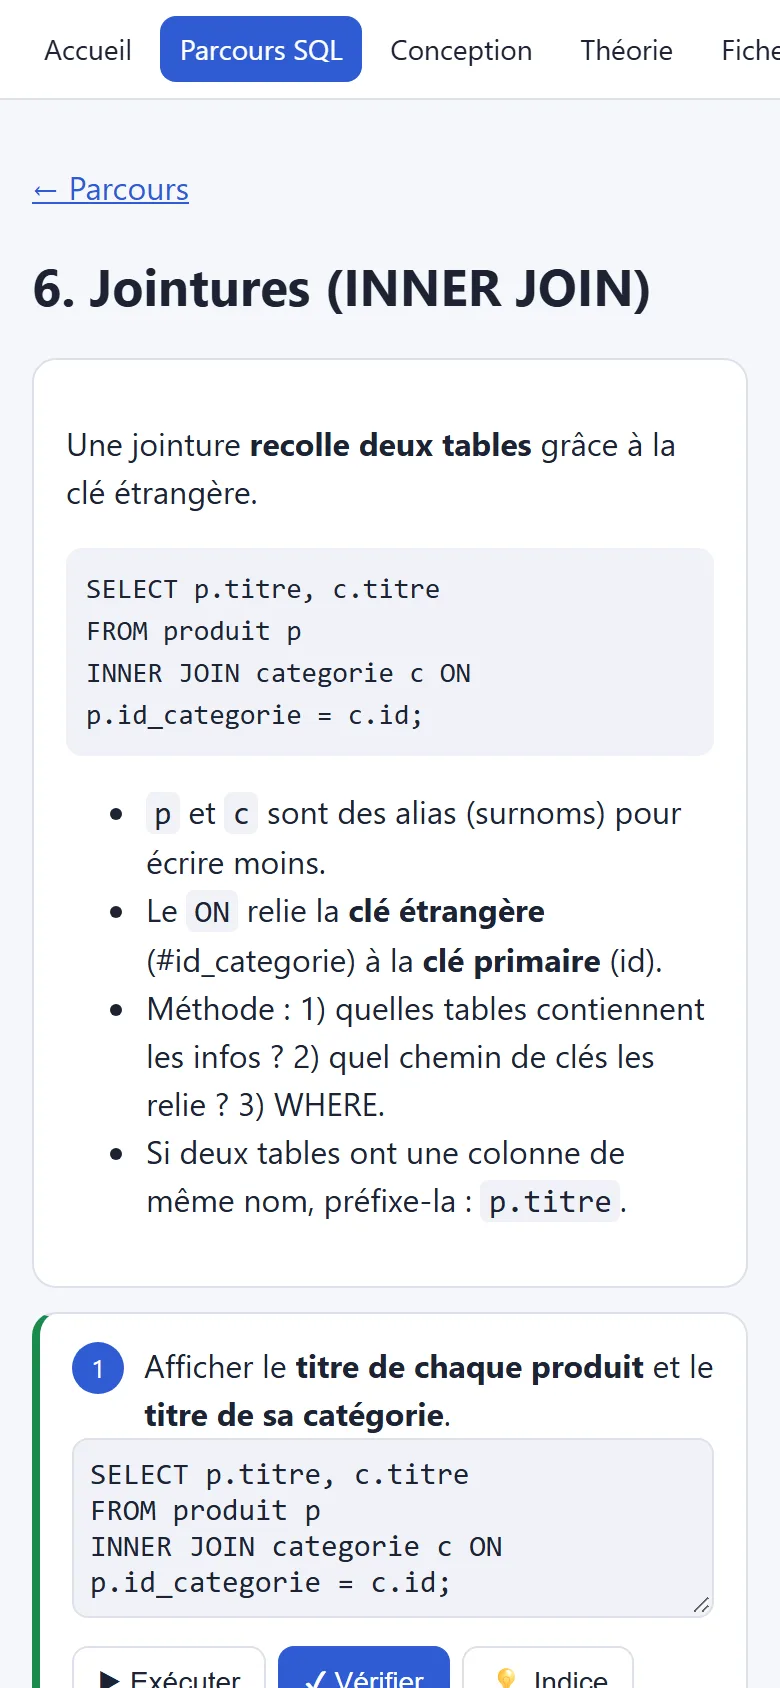 Accueil Parcours SQL Conception Théorie Fiche
← Parcours
6. Jointures (INNER JOIN)
Une jointure recolle deux tables grâce à la
clé étrangère.
SELECT p.titre, c.titre
FROM produit p
INNER JOIN categorie c ON
p.id_categorie = c.id;
• p et c sont des alias (surnoms) pour
écrire moins.
• Le ON relie la clé étrangère
(#id_categorie) à la clé primaire (id).
• Méthode : 1) quelles tables contiennent
les infos ? 2) quel chemin de clés les
relie ? 3) WHERE.
• Si deux tables ont une colonne de
même nom, préfixe-la : p.titre.
1 Afficher le titre de chaque produit et le
titre de sa catégorie.
SELECT p.titre, c.titre
FROM produit p
INNER JOIN categorie c ON
p.id_categorie = c.id;
▶ Exécuter ✓ Vérifier 💡 Indice